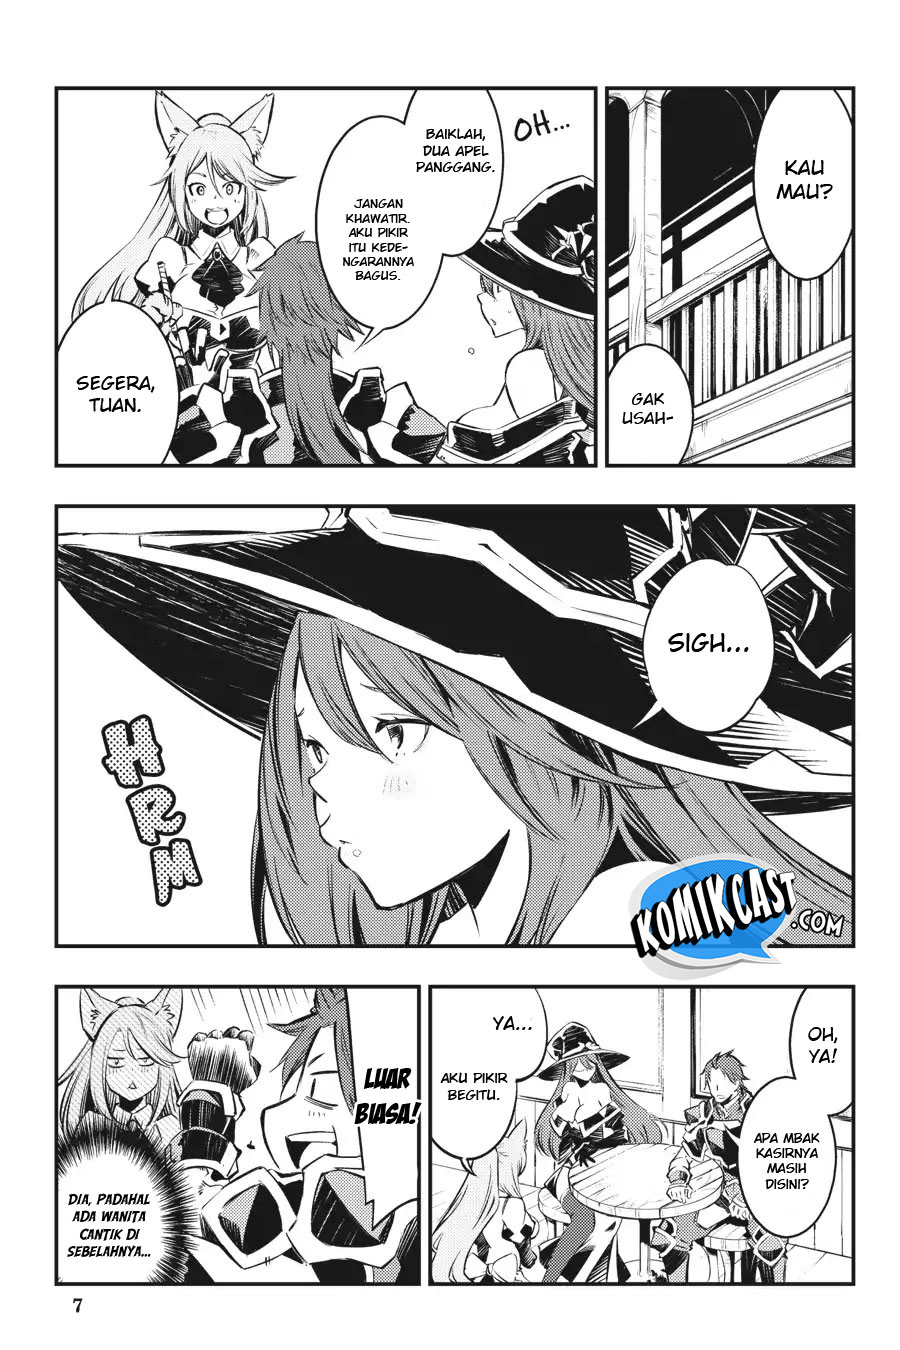 KAU
MAU?
GAK
USAH-
OH...
BAIKLAH,
DUA APEL
PANGGANG.
JANGAN
KHAWATIR.
AKU PIKIR
ITU KEDE-
NGARANNYA
BAGUS.
SEGERA,
TUAN.
SIGH...
HRM
KOMIKCAST
.COM
OH,
YA!
APA MBAK
KASIRNYA
MASIH
DISINI?
YA...
AKU PIKIR
BEGITU.
LUAR
BIASA!
DIA, PADAHAL
ADA WANITA
CANTIK DI
SEBELAHNYA...
7